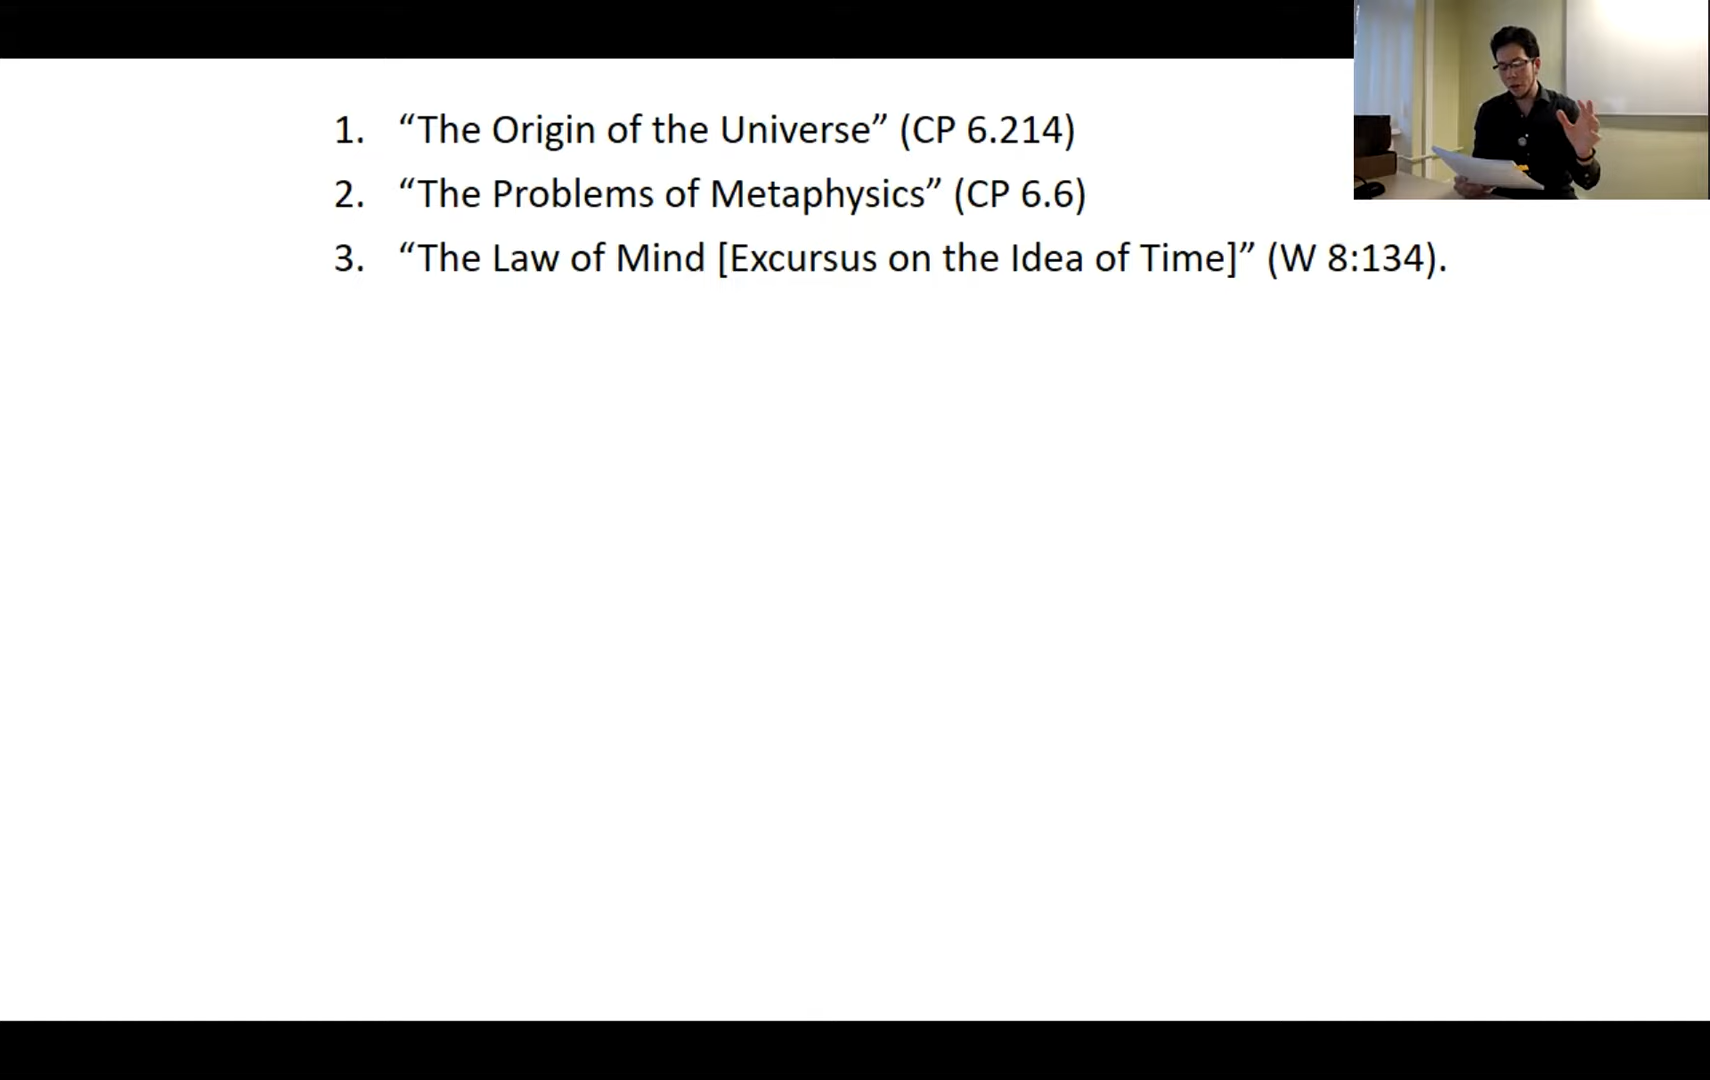 1. “The Origin of the Universe” (CP 6.214)
2. “The Problems of Metaphysics” (CP 6.6)
3. “The Law of Mind [Excursus on the Idea of Time]” (W 8:134).